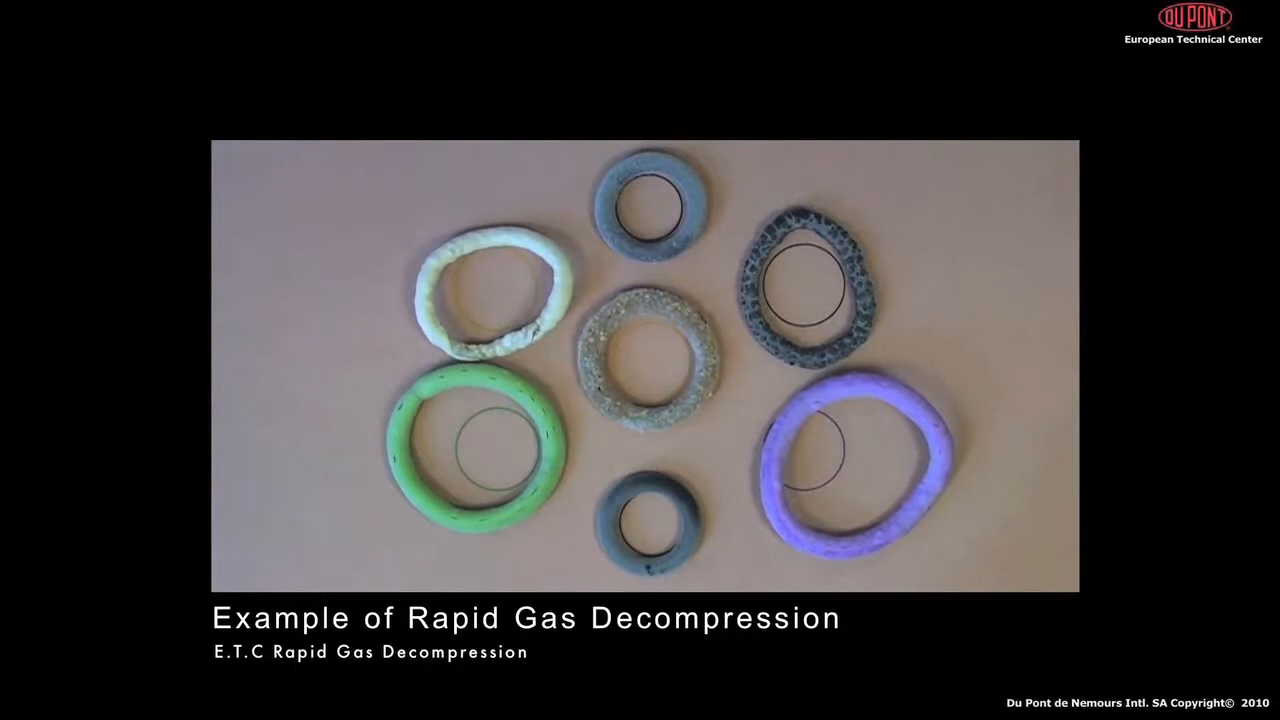 DU PONT
European Technical Center
Example of Rapid Gas Decompression
E.T.C Rapid Gas Decompression
Du Pont de Nemours Intl. SA Copyright© 2010